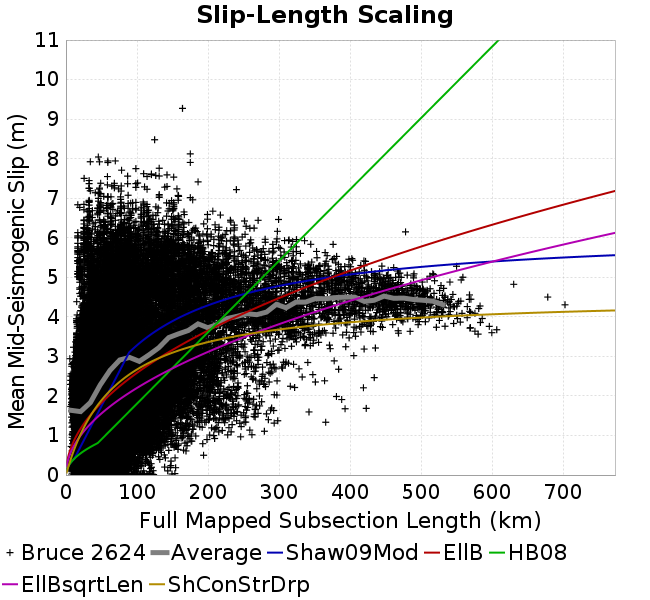 Slip-Length Scaling
Mean Mid-Seismogenic Slip (m)
11
10
9
8
7
6
5
4
3
2
1
0
0 100 200 300 400 500 600 700
Full Mapped Subsection Length (km)
Bruce 2624 Average Shaw09Mod EllB HB08
EllBsqrtLen ShConStrDrp